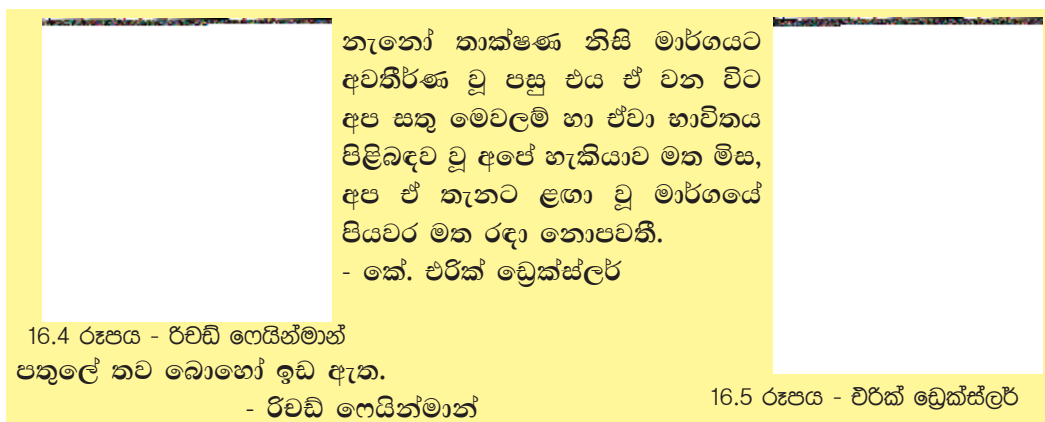 නැනෝ තාක්ෂණ නිසි මාර්ගයට
අවතීර්ණ වූ පසු එය ඒ වන විට
අප සතු මෙවලම් හා ඒවා භාවිතය
පිළිබඳව වූ අපේ හැකියාව මත මිස,
අප ඒ තැනට ළඟා වූ මාර්ගයේ
පියවර මත රඳා නොපවතී.
- කේ. එරික් ඩ්‍රෙක්ස්ලර්
16.4 රූපය - රිචඩ් ෆෙයින්මාන්
පතුලේ තව බොහෝ ඉඩ ඇත.
- රිචඩ් ෆෙයින්මාන්
16.5 රූපය - එරික් ඩ්‍රෙක්ස්ලර්